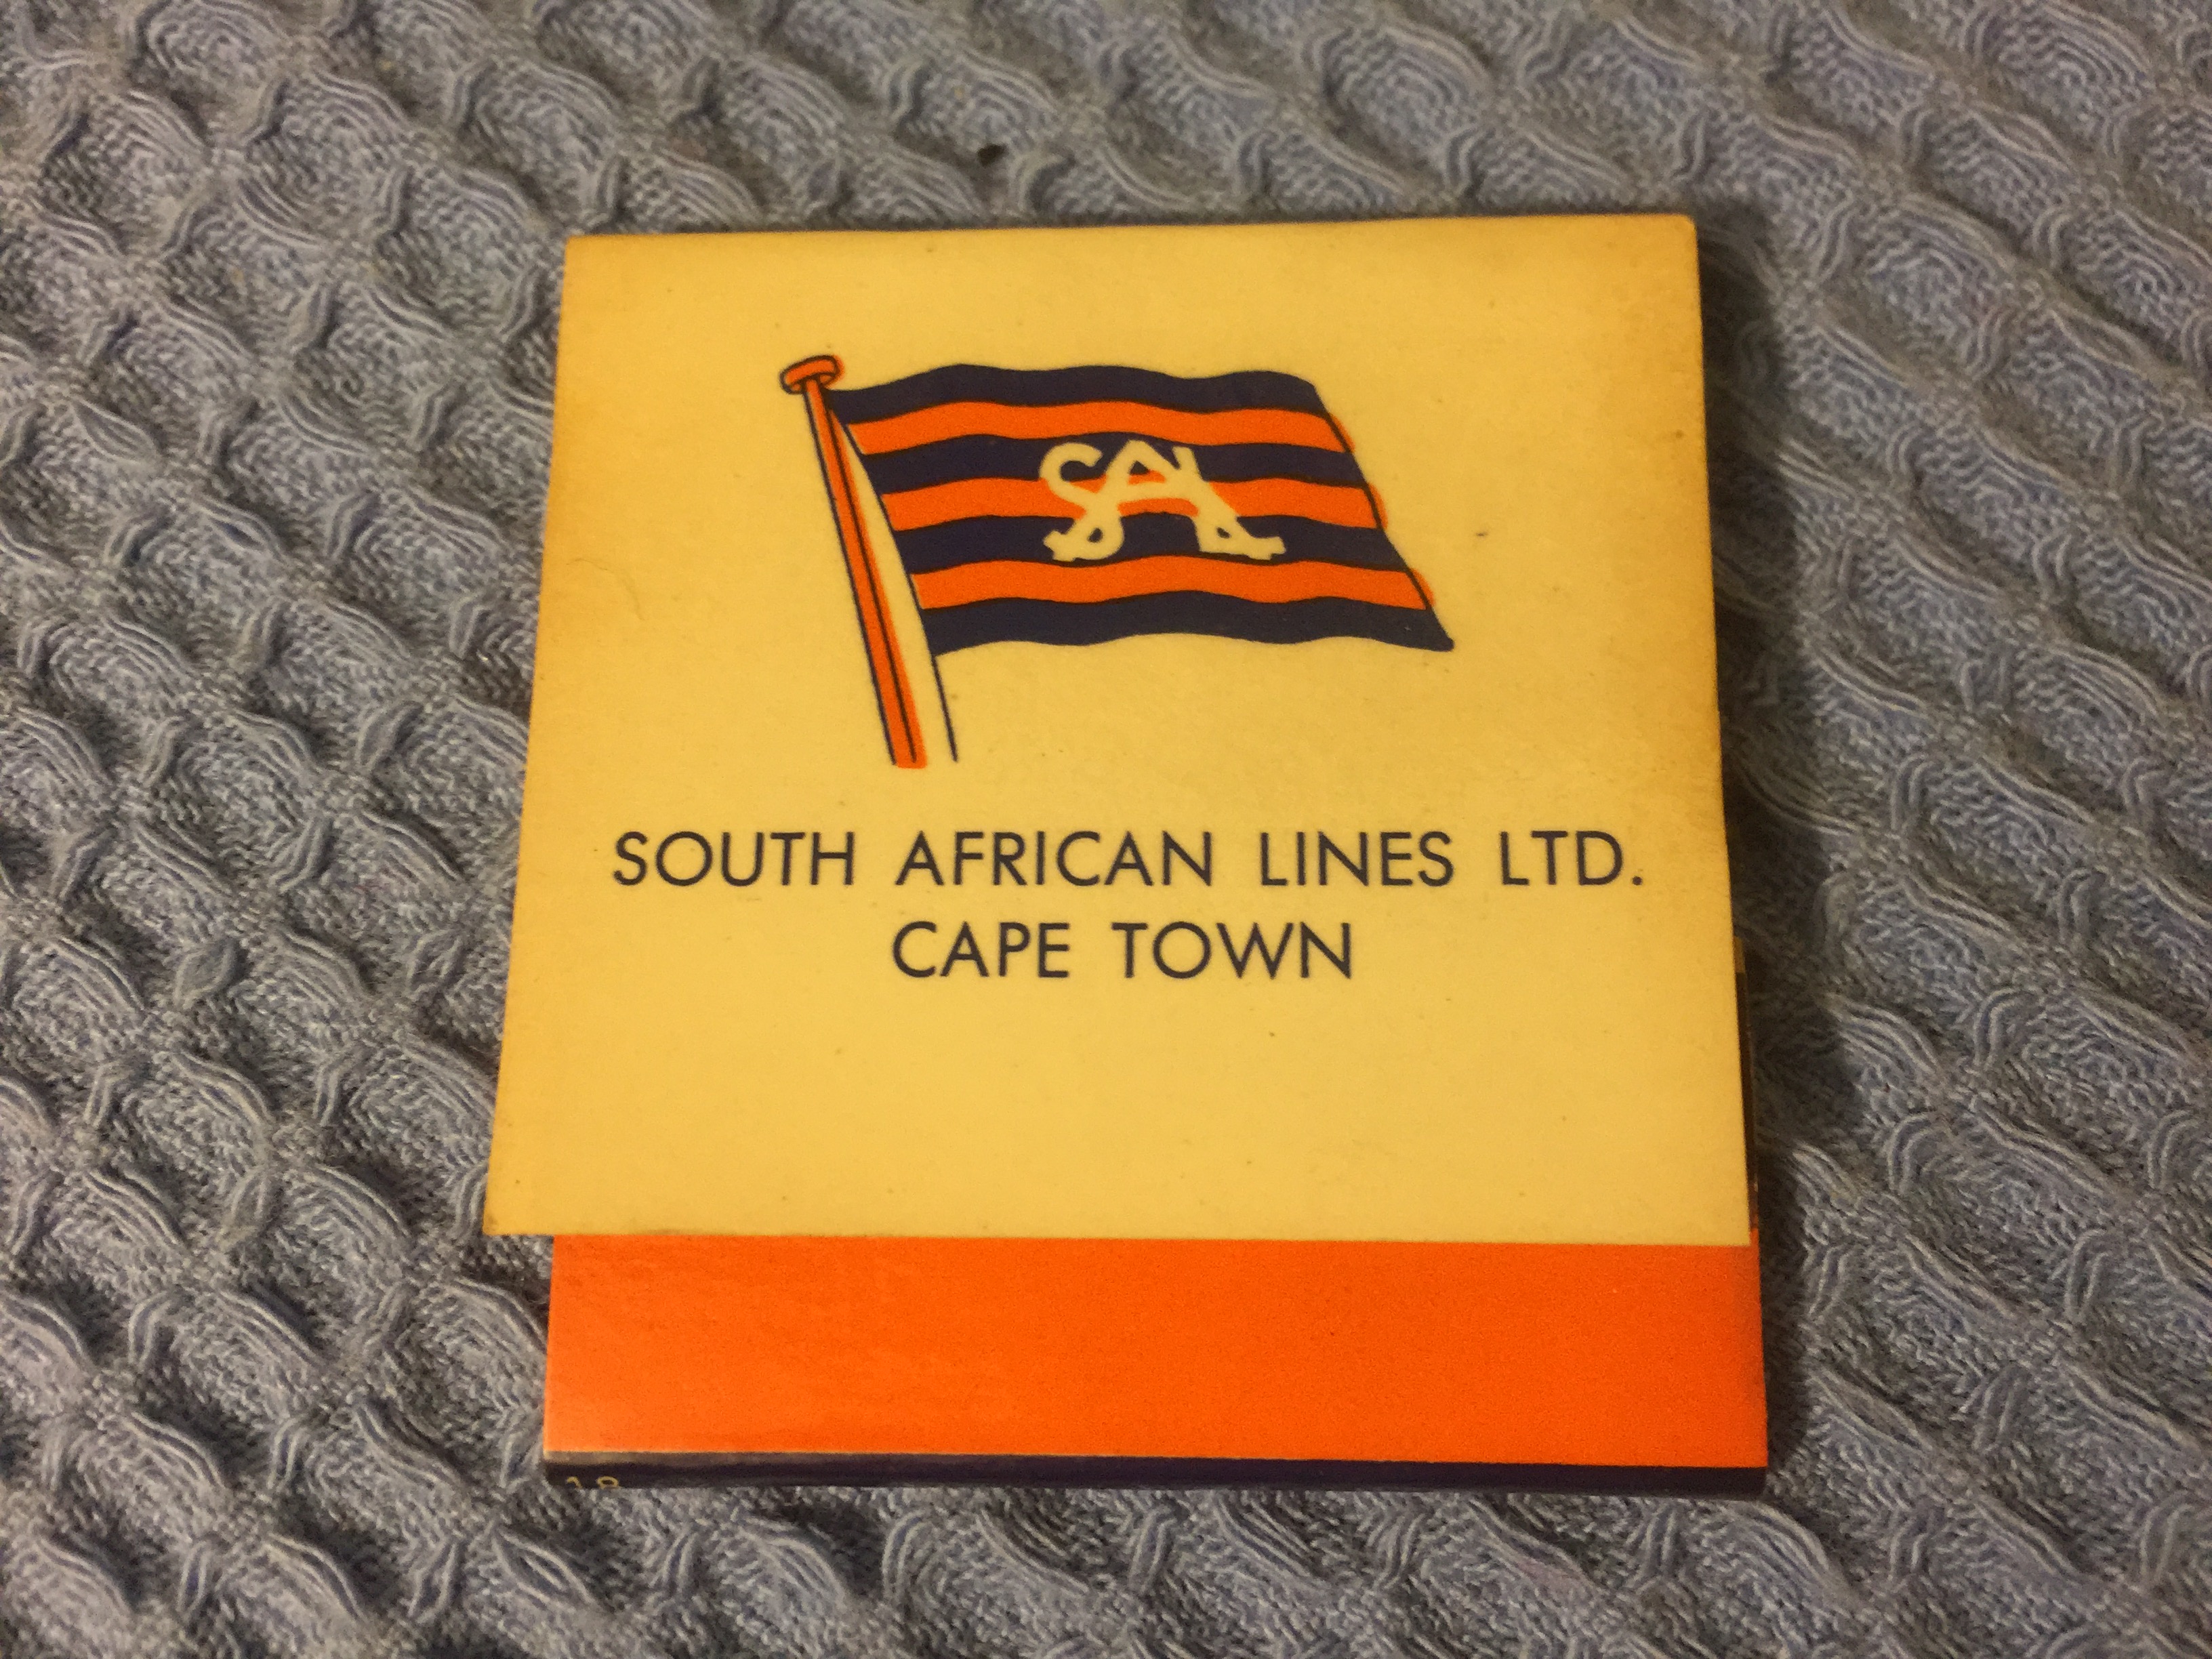 SAL
SOUTH AFRICAN LINES LTD.
CAPE TOWN